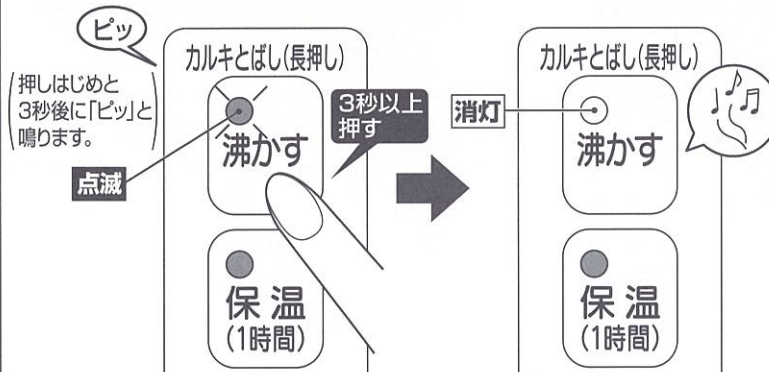 ピッ
押しはじめと
3秒後に「ピッ」と
鳴ります。
点滅
カルキとばし(長押し)
沸かす
3秒以上
押す
保温
(1時間)
カルキとばし(長押し)
消灯
沸かす
保温
(1時間)